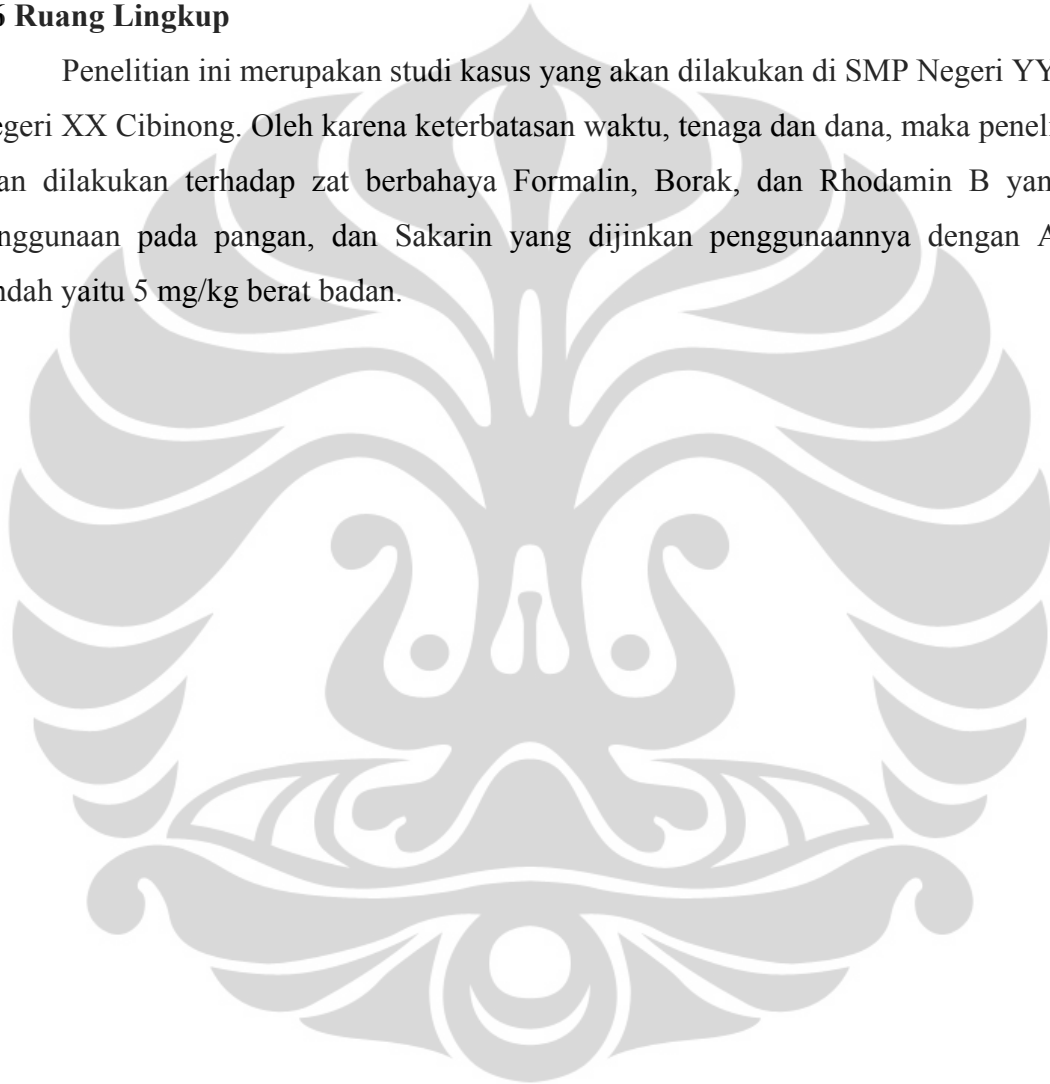 6 Ruang Lingkup
Penelitian ini merupakan studi kasus yang akan dilakukan di SMP Negeri YY
egeri XX Cibinong. Oleh karena keterbatasan waktu, tenaga dan dana, maka penel
an dilakukan terhadap zat berbahaya Formalin, Borak, dan Rhodamin B yan
nggunaan pada pangan, dan Sakarin yang dijinkan penggunaannya dengan A
ndah yaitu 5 mg/kg berat badan.